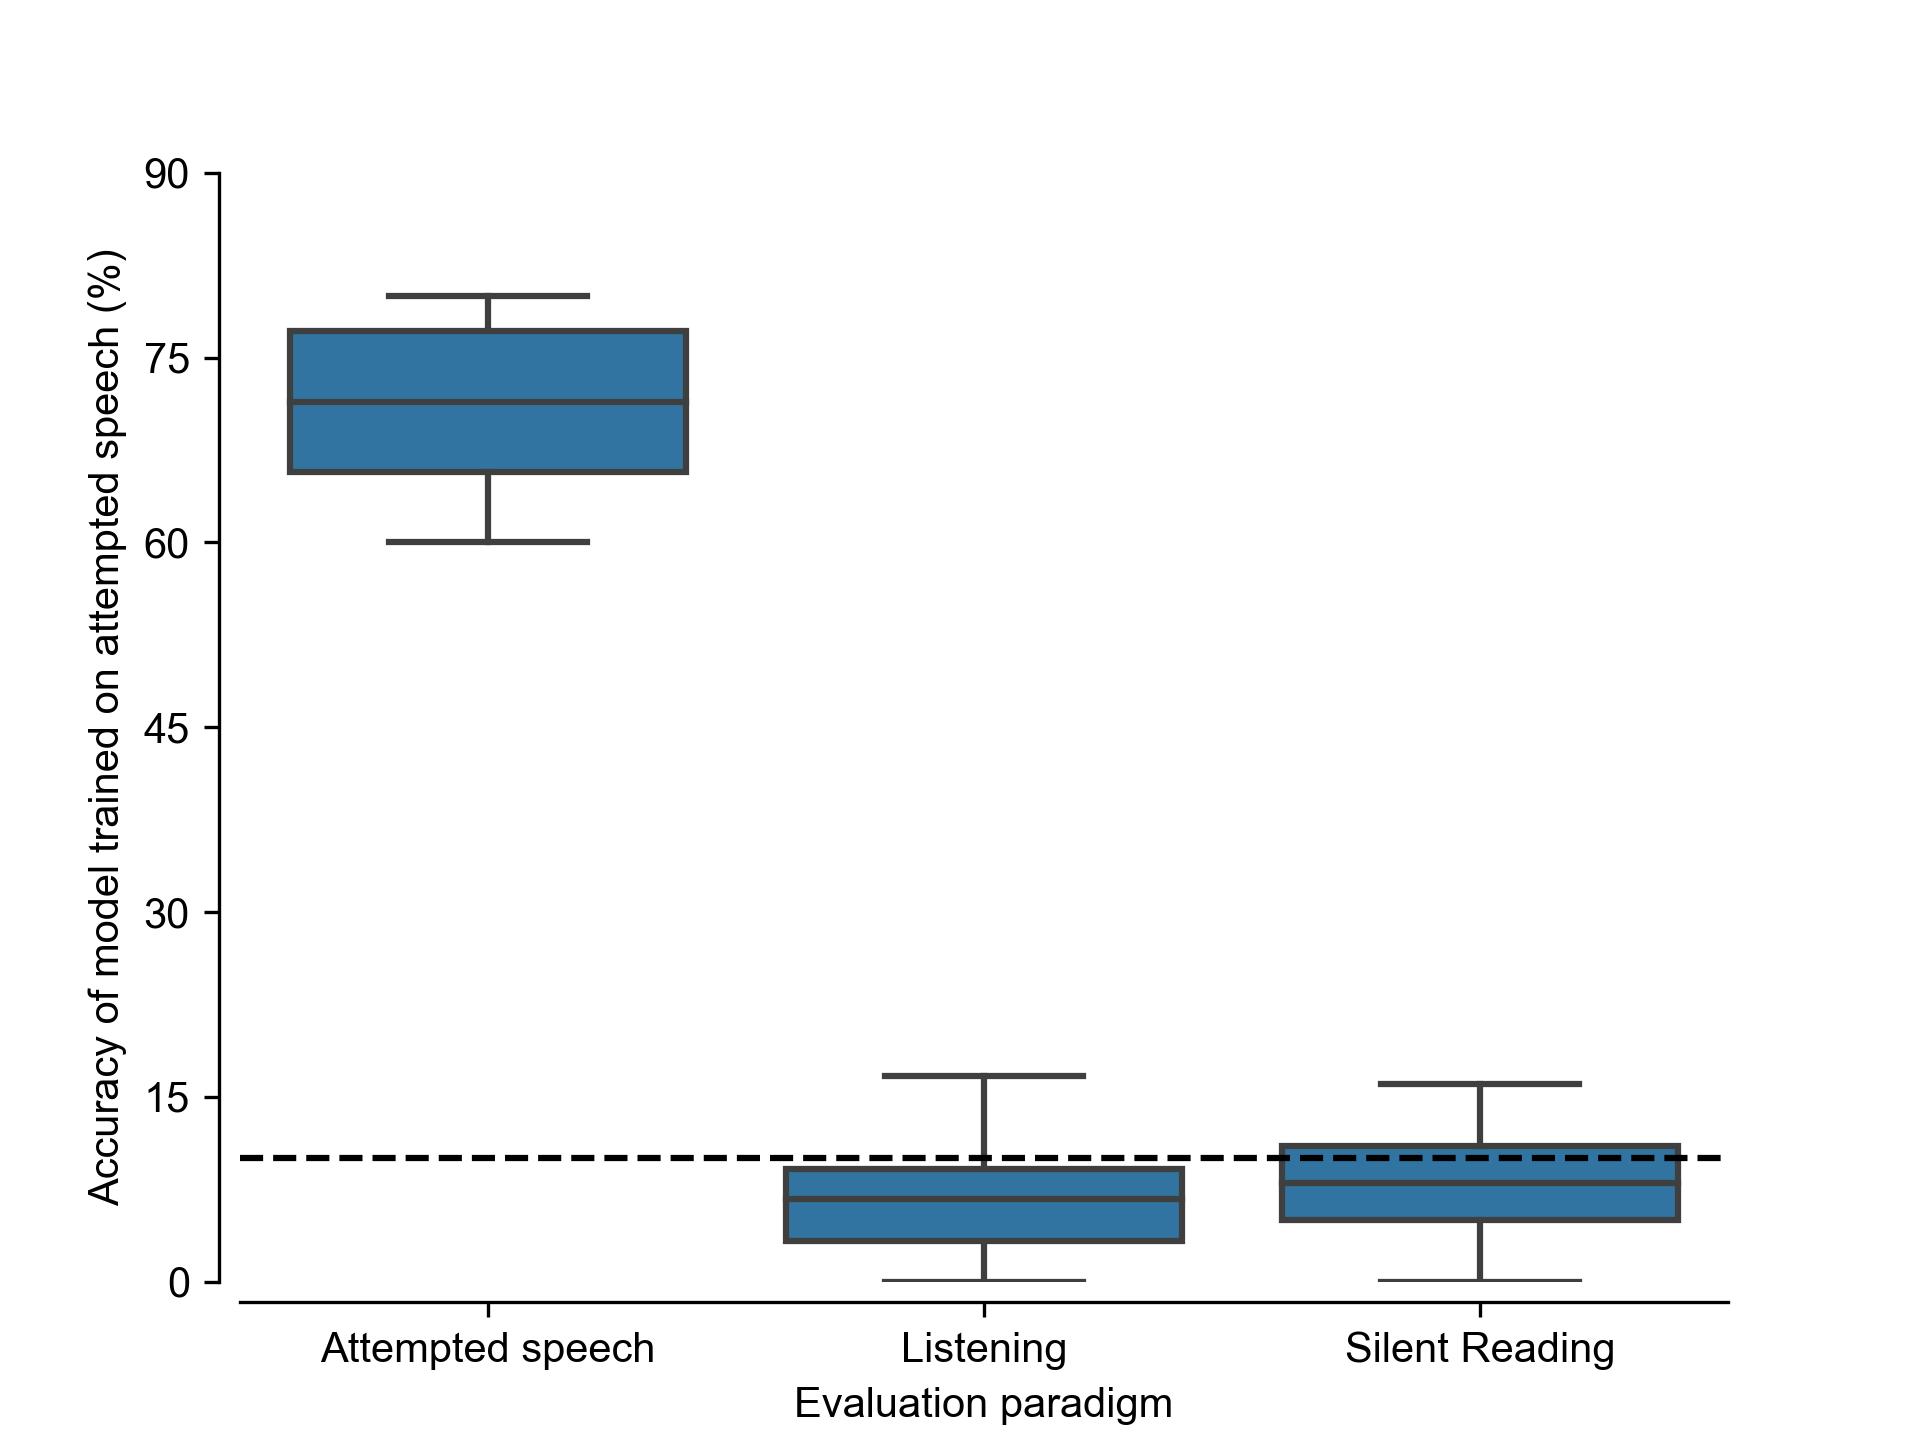 Accuracy of model trained on attempted speech (%)
90
75
60
45
30
15
0
Attempted speech
Listening
Silent Reading
Evaluation paradigm